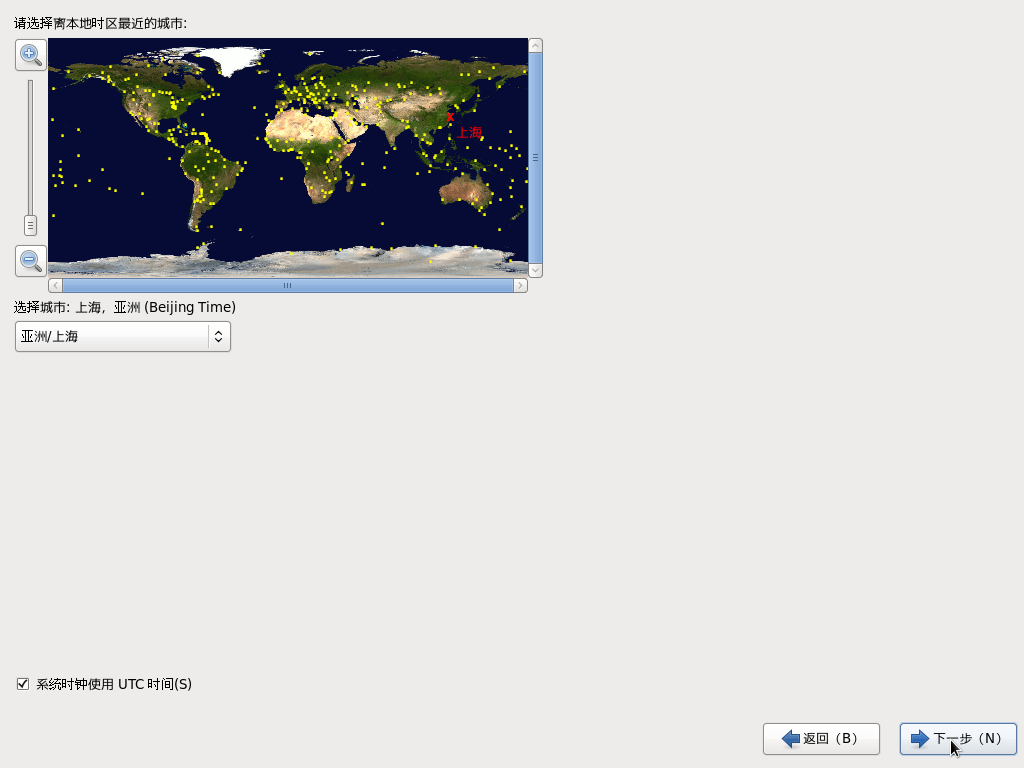 请选择离本地时区最近的城市:
上海
选择城市: 上海, 亚洲 (Beijing Time)
亚洲/上海
系统时钟使用 UTC 时间(S)
返回（B）
下一步（N）